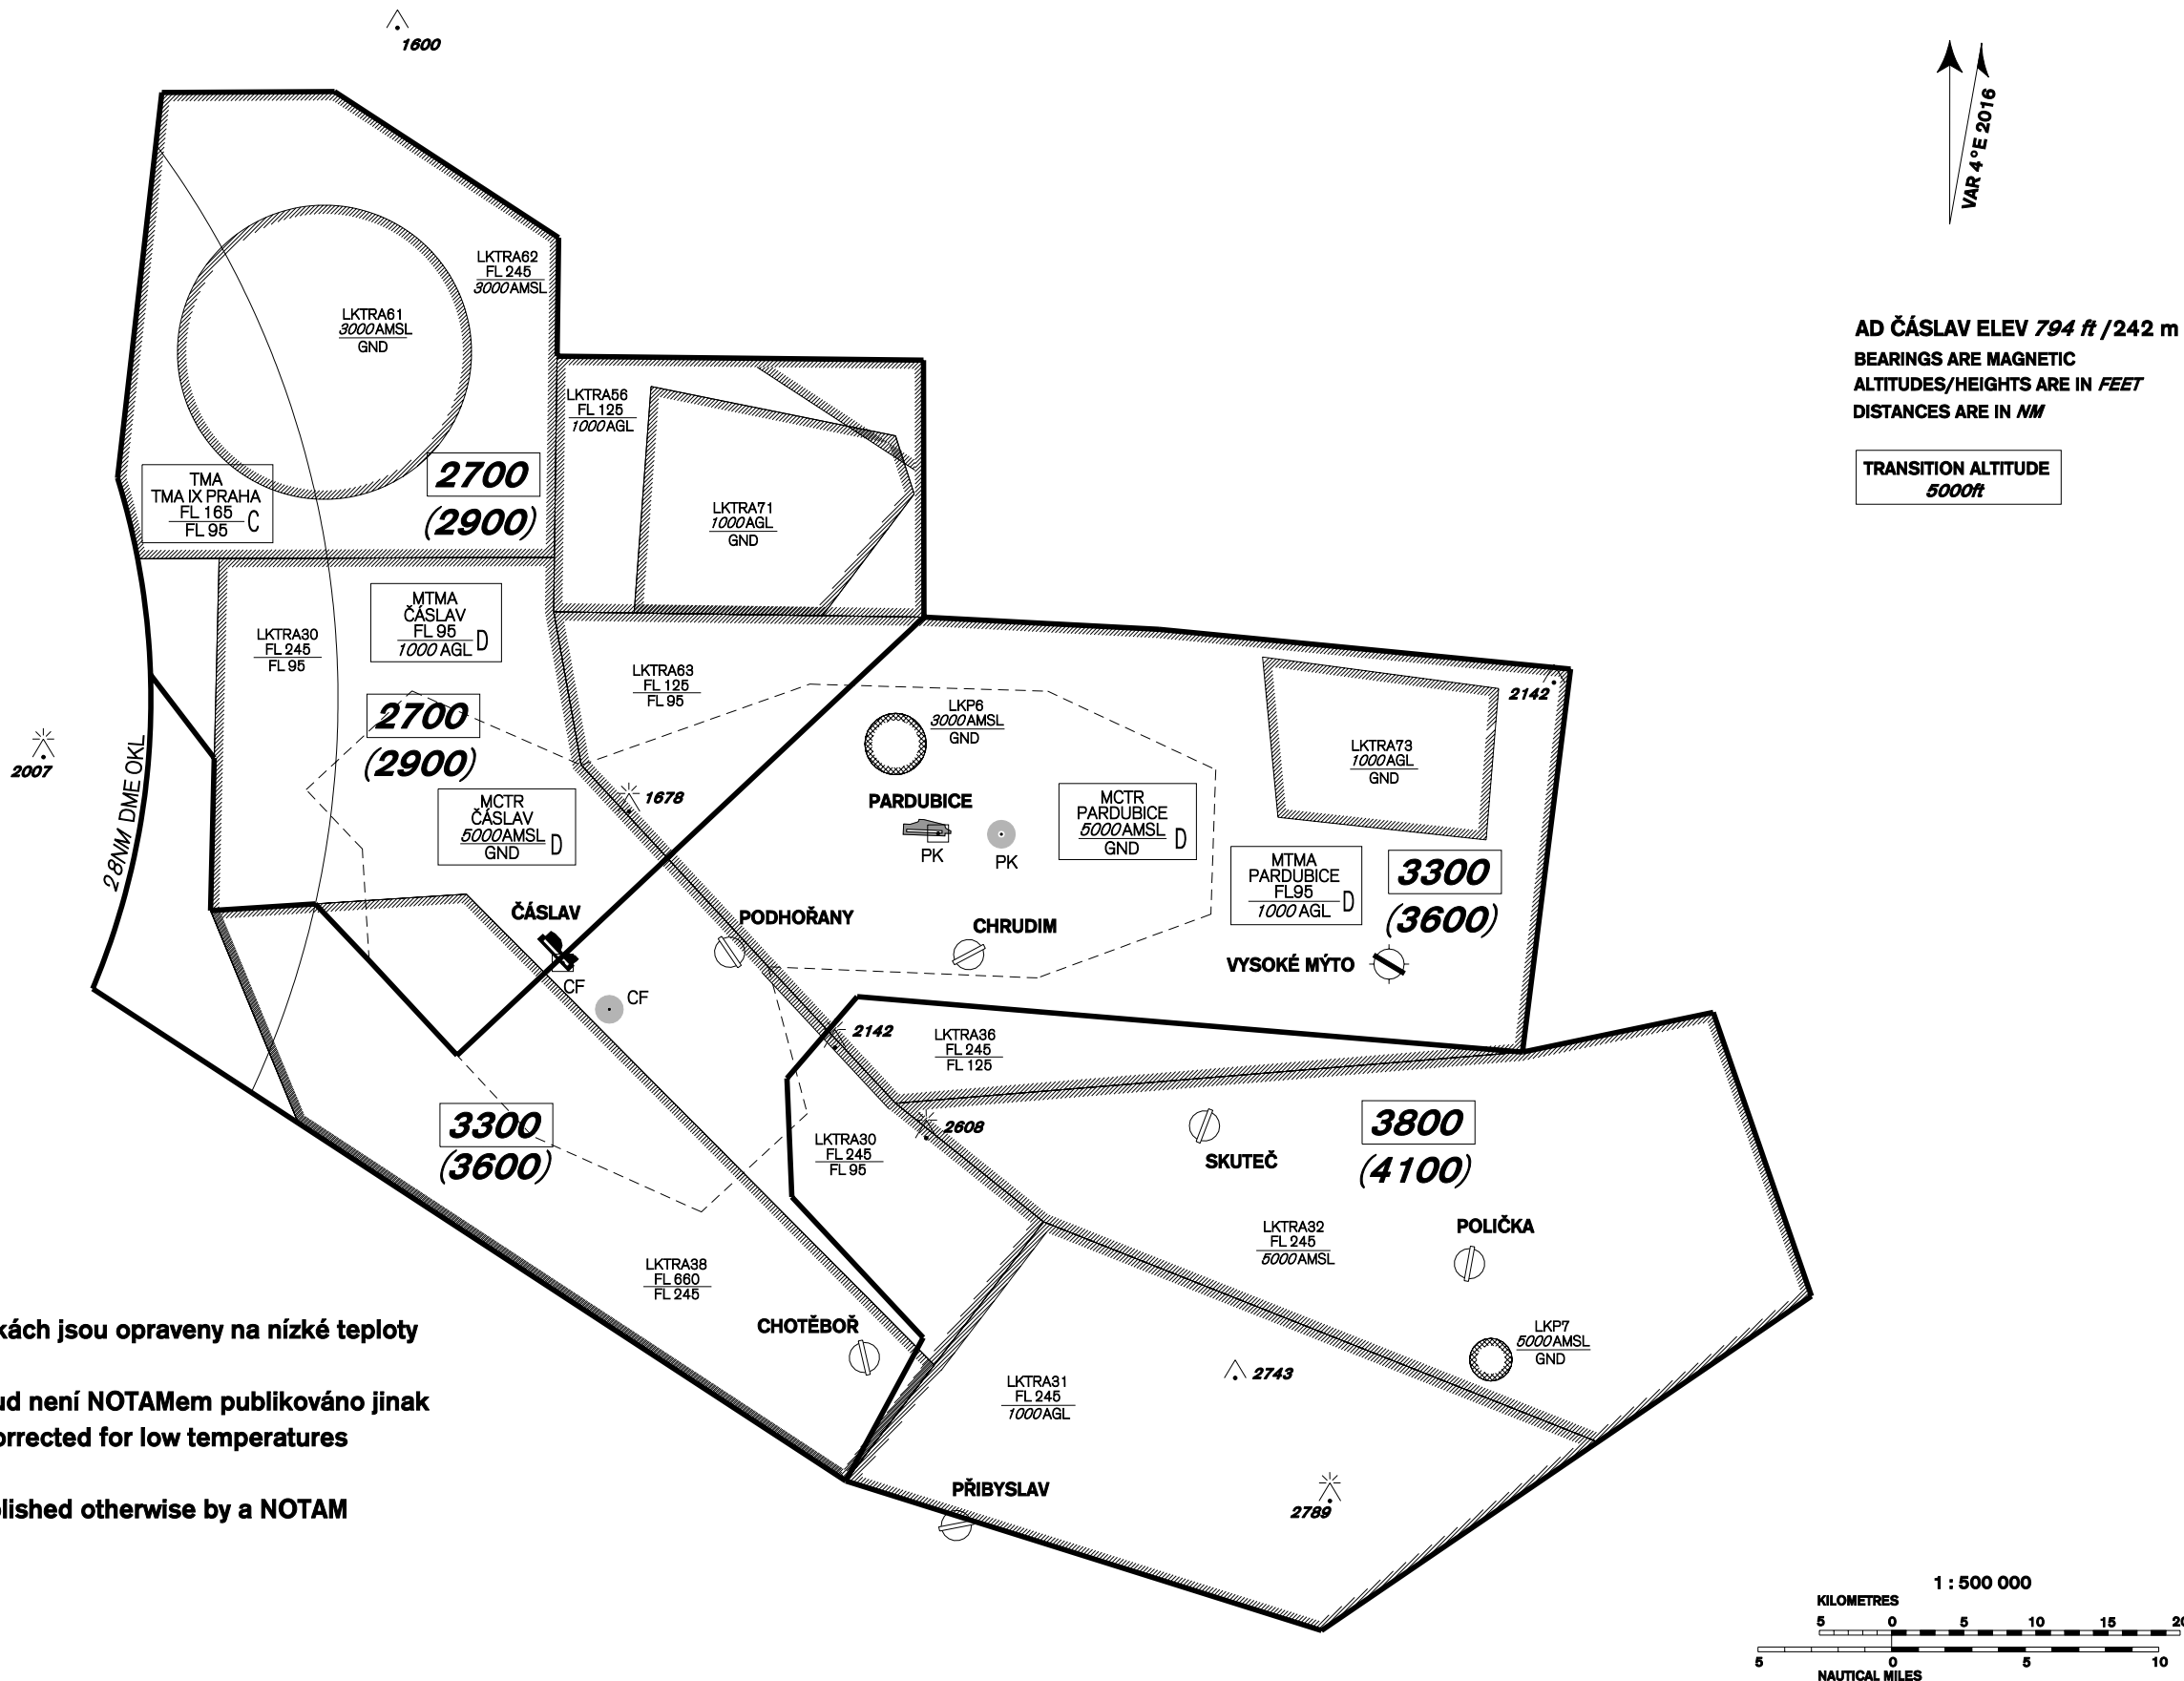 1600
VAR 4°E 2016
LKTRA62
FL 245
3000 AMSL
LKTRA61
3000 AMSL
GND
AD ČÁSLAV ELEV 794 ft / 242 m
BEARINGS ARE MAGNETIC
ALTITUDES/HEIGHTS ARE IN FEET
DISTANCES ARE IN NM
TRANSITION ALTITUDE
5000ft
LKTRA56
FL 125
1000 AGL
2700
(2900)
TMA
TMA IX PRAHA
FL 165
FL 95
C
LKTRA71
1000 AGL
GND
MTMA
ČÁSLAV
FL 95
1000 AGL
D
LKTRA30
FL 245
FL 95
LKTRA63
FL 125
FL 95
2142
2700
(2900)
LKP6
3000 AMSL
GND
LKTRA73
1000 AGL
GND
2007
28NM DME OKL
1678
MCTR
ČÁSLAV
5000 AMSL
GND
D
PARDUBICE
PK
PK
MCTR
PARDUBICE
5000 AMSL
GND
D
MTMA
PARDUBICE
FL95
1000 AGL
D
3300
(3600)
ČÁSLAV
CF
CF
PODHOŘANY
CHRUDIM
VYSOKÉ MÝTO
2142
LKTRA36
FL 245
FL 125
3300
(3600)
2608
LKTRA30
FL 245
FL 95
SKUTEČ
3800
(4100)
LKTRA32
FL 245
5000 AMSL
POLIČKA
LKTRA38
FL 660
FL 245
CHOTĚBOŘ
LKP7
5000 AMSL
GND
2743
LKTRA31
FL 245
1000 AGL
PŘIBYSLAV
2789
kách jsou opraveny na nízké teploty
ud není NOTAMem publikováno jinak
orrected for low temperatures
lished otherwise by a NOTAM
1 : 500 000
KILOMETRES
5 0 5 10 15 20
5 0 5 10
NAUTICAL MILES